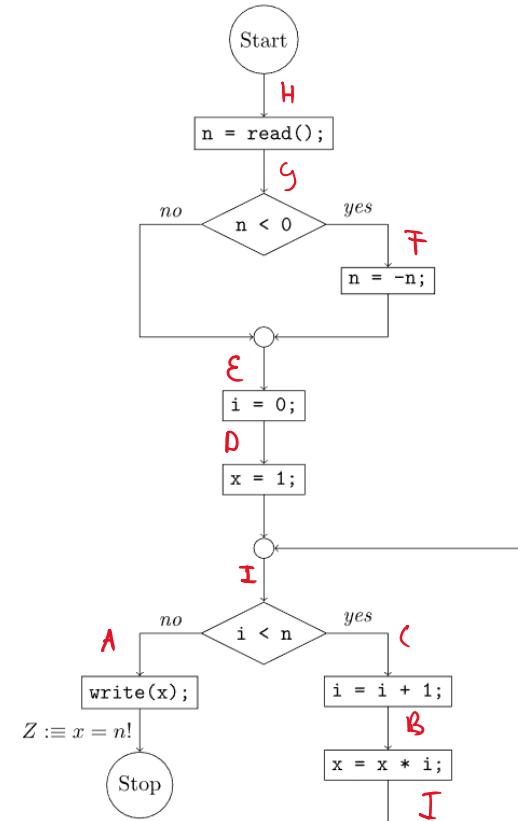 Start
H
n = read();
G
no
n < 0
yes
F
n = -n;
E
i = 0;
D
x = 1;
I
no
i < n
yes
A
C
write(x);
i = i + 1;
B
Z :≡ x = n!
x = x * i;
Stop
I